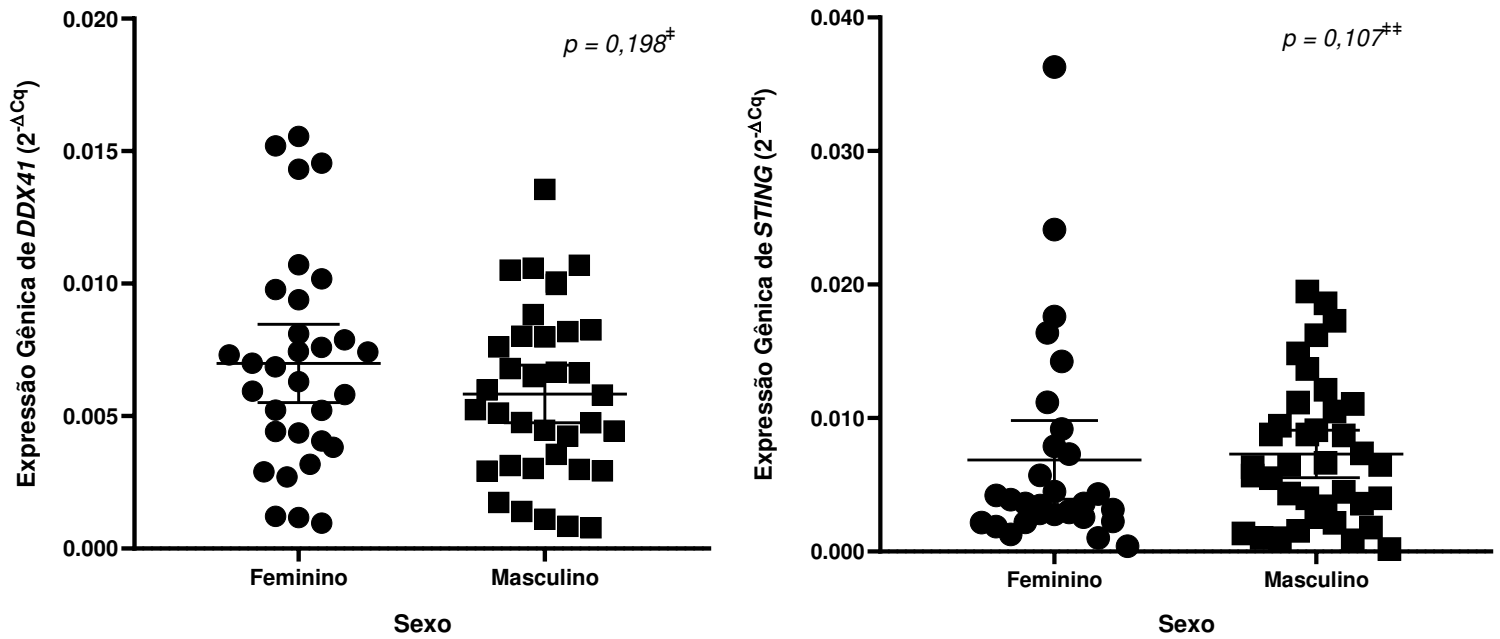 Expressão Gênica de DDX41 (2^-ΔCq)
0.020
0.015
0.010
0.005
0.000
p = 0,198ǂ
Feminino
Masculino
Sexo
Expressão Gênica de STING (2^-ΔCq)
0.040
0.030
0.020
0.010
0.000
p = 0,107ǂǂ
Feminino
Masculino
Sexo